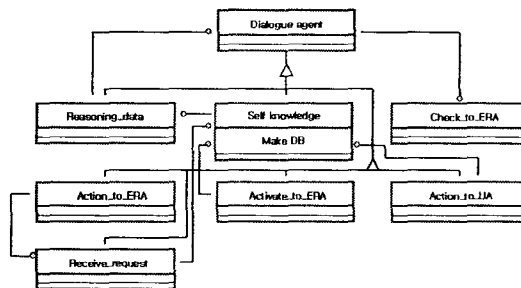 Dialogue agent
Reasoning_data
Self knowledge
Check_to_ERA
Make DB
Action_to_ERA
Activate_to_ERA
Action_to_UA
Receive_request